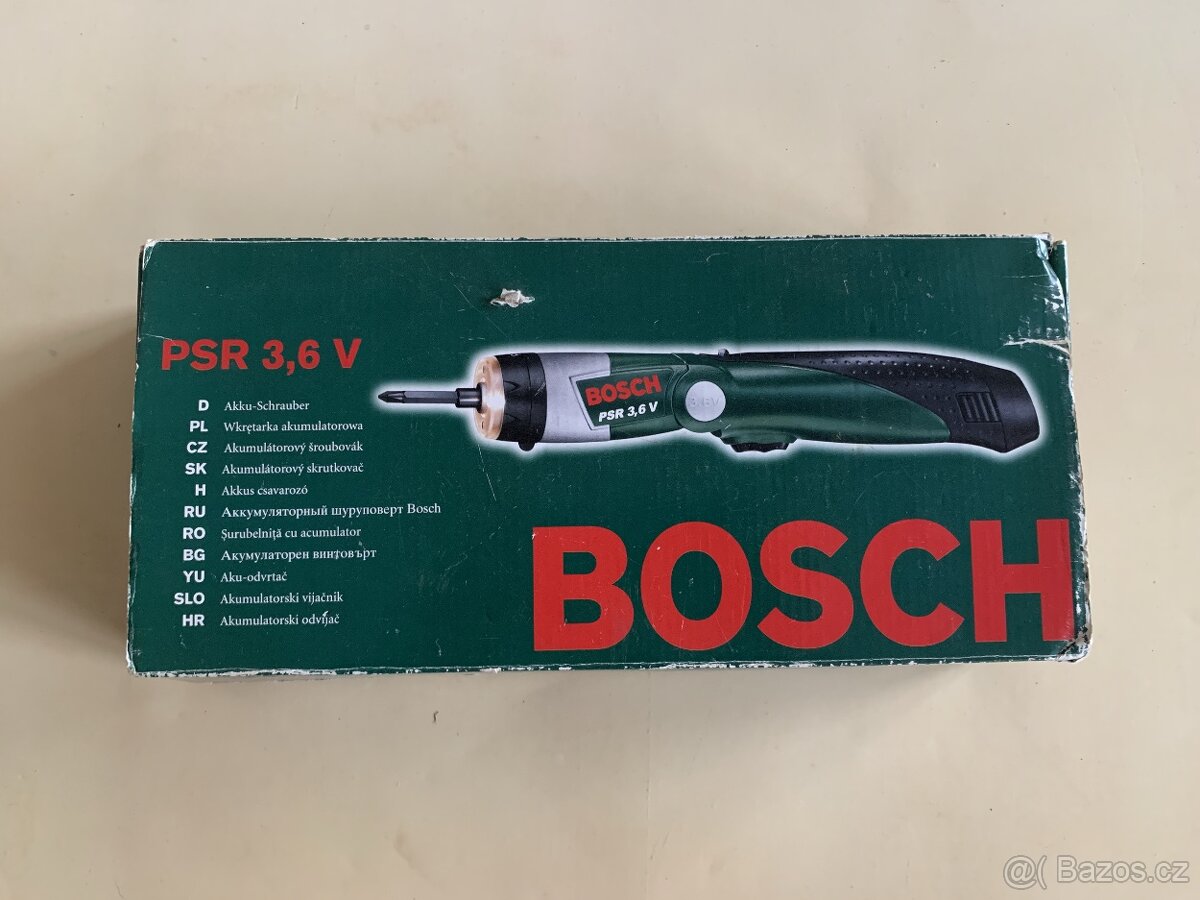 PSR 3,6 V
D Akku-Schrauber
PL Wkrętarka akumulatorowa
CZ Akumulátorový šroubovák
SK Akumulátorový skrutkovač
H Akkus csavarozó
RU Аккумуляторный шуруповерт Bosch
RO Şurubelniţă cu acumulator
BG Акумулаторен винтовърт
YU Aku-odvrtač
SLO Akumulatorski vijačnik
HR Akumulatorski odvijač
BOSCH
PSR 3,6 V
3,6V
BOSCH
@( Bazos.cz